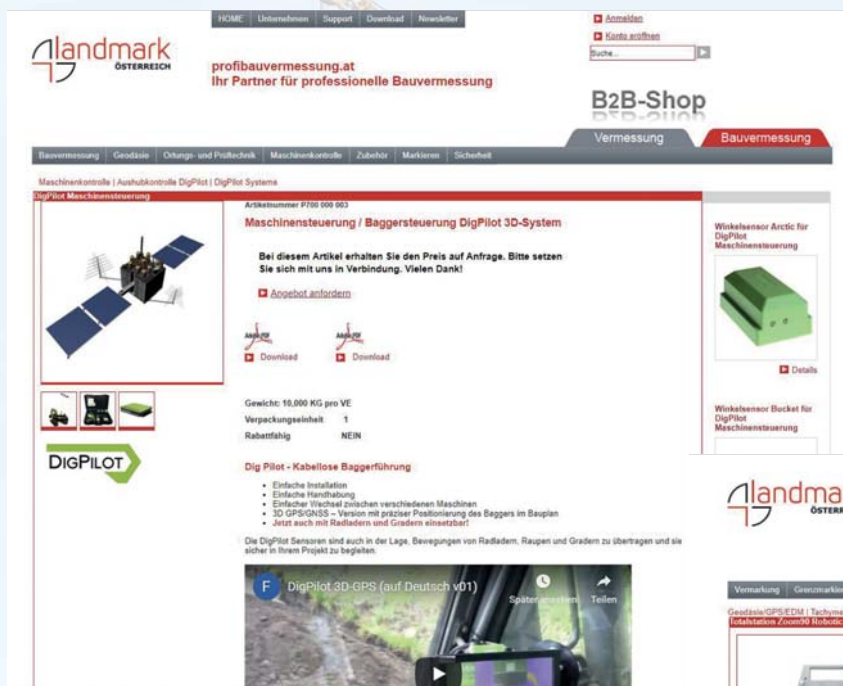 HOME Unternehmen Support Download Newsletter
Anmelden
Konto eröffnen
Suche...
landmark
ÖSTERREICH
profibauvermessung.at
Ihr Partner für professionelle Bauvermessung
B2B-Shop
Vermessung Bauvermessung
Bauvermessung Geodäsie Ortungs- und Prüftechnik Maschinenkontrolle Zubehör Markieren Sicherheit
Maschinenkontrolle | Aushubkontrolle DigPilot | DigPilot Systeme
DigPilot Maschinensteuerung
Artikelnummer P700 000 003
Maschinensteuerung / Baggersteuerung DigPilot 3D-System
Bei diesem Artikel erhalten Sie den Preis auf Anfrage. Bitte setzen
Sie sich mit uns in Verbindung. Vielen Dank!
Angebot anfordern
Download Download
Gewicht: 10,000 KG pro VE
Verpackungseinheit 1
Rabattfähig NEIN
DIGPILOT
Dig Pilot - Kabellose Baggerführung
Einfache Installation
Einfache Handhabung
Einfacher Wechsel zwischen verschiedenen Maschinen
3D GPS/GNSS – Version mit präziser Positionierung des Baggers im Bauplan
Jetzt auch mit Radladern und Gradern einsetzbar!
Die DigPilot Sensoren sind auch in der Lage, Bewegungen von Radladern, Raupen und Gradern zu übertragen und sie
sicher in Ihrem Projekt zu begleiten.
F DigPilot 3D-GPS (auf Deutsch v01)
Später ansehen Teilen
Winkelsensor Arctic für
DigPilot
Maschinensteuerung
Details
Winkelsensor Bucket für
DigPilot
Maschinensteuerung
landma
ÖSTERR
Vermarkung Grenzmarkie
Geodäsie/GPS/EDM | Tachyme
Totalstation Zoom90 Robotic